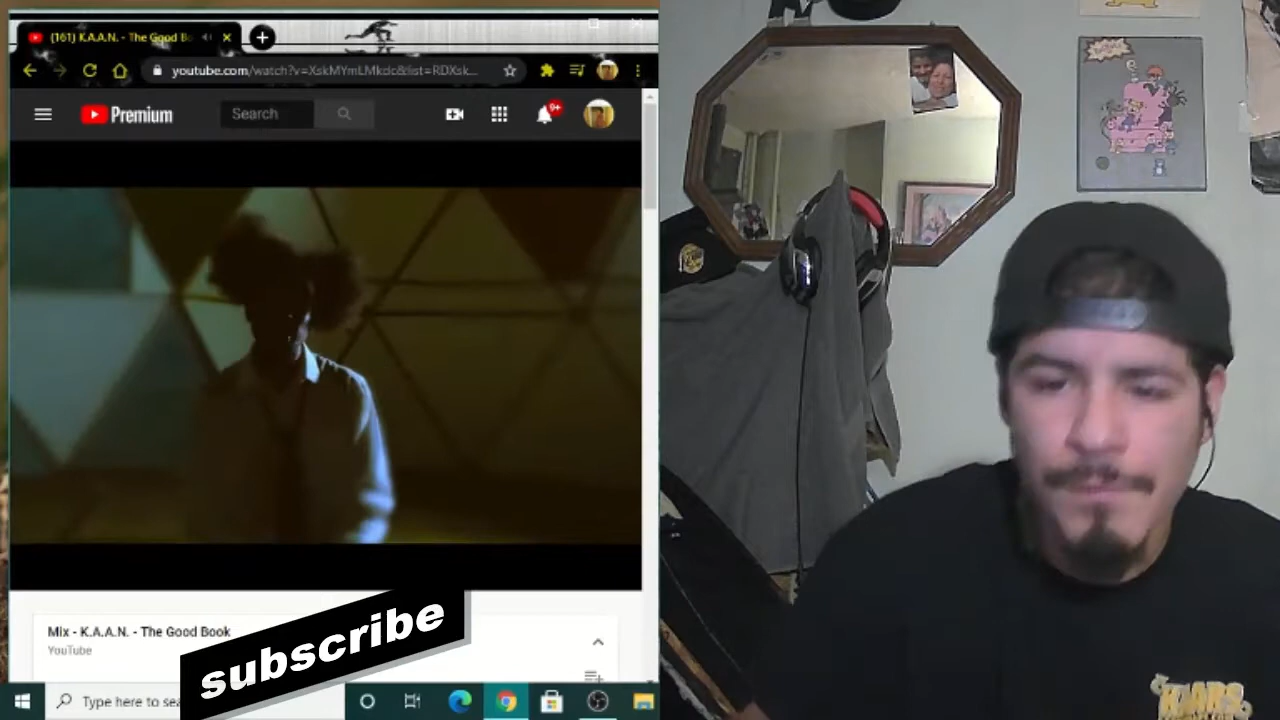 (161) K.A.A.N. - The Good B
youtube.com/watch?v=XskMYmLMkdc&list=RDXsk...
Premium
Search
9+
Mix - K.A.A.N. - The Good Book
YouTube
subscribe
Type here to sea